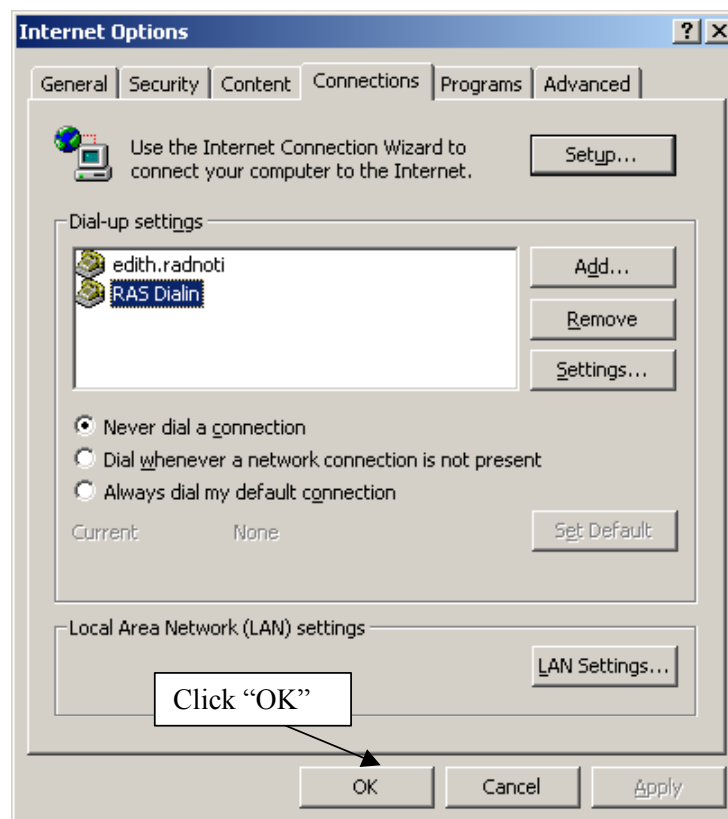 Internet Options
General Security Content Connections Programs Advanced
Use the Internet Connection Wizard to
connect your computer to the Internet.
Setup...
Dial-up settings
edith.radnoti
RAS Dialin
Add...
Remove
Settings...
Never dial a connection
Dial whenever a network connection is not present
Always dial my default connection
Current None
Set Default
Local Area Network (LAN) settings
LAN Settings...
Click “OK”
OK Cancel Apply